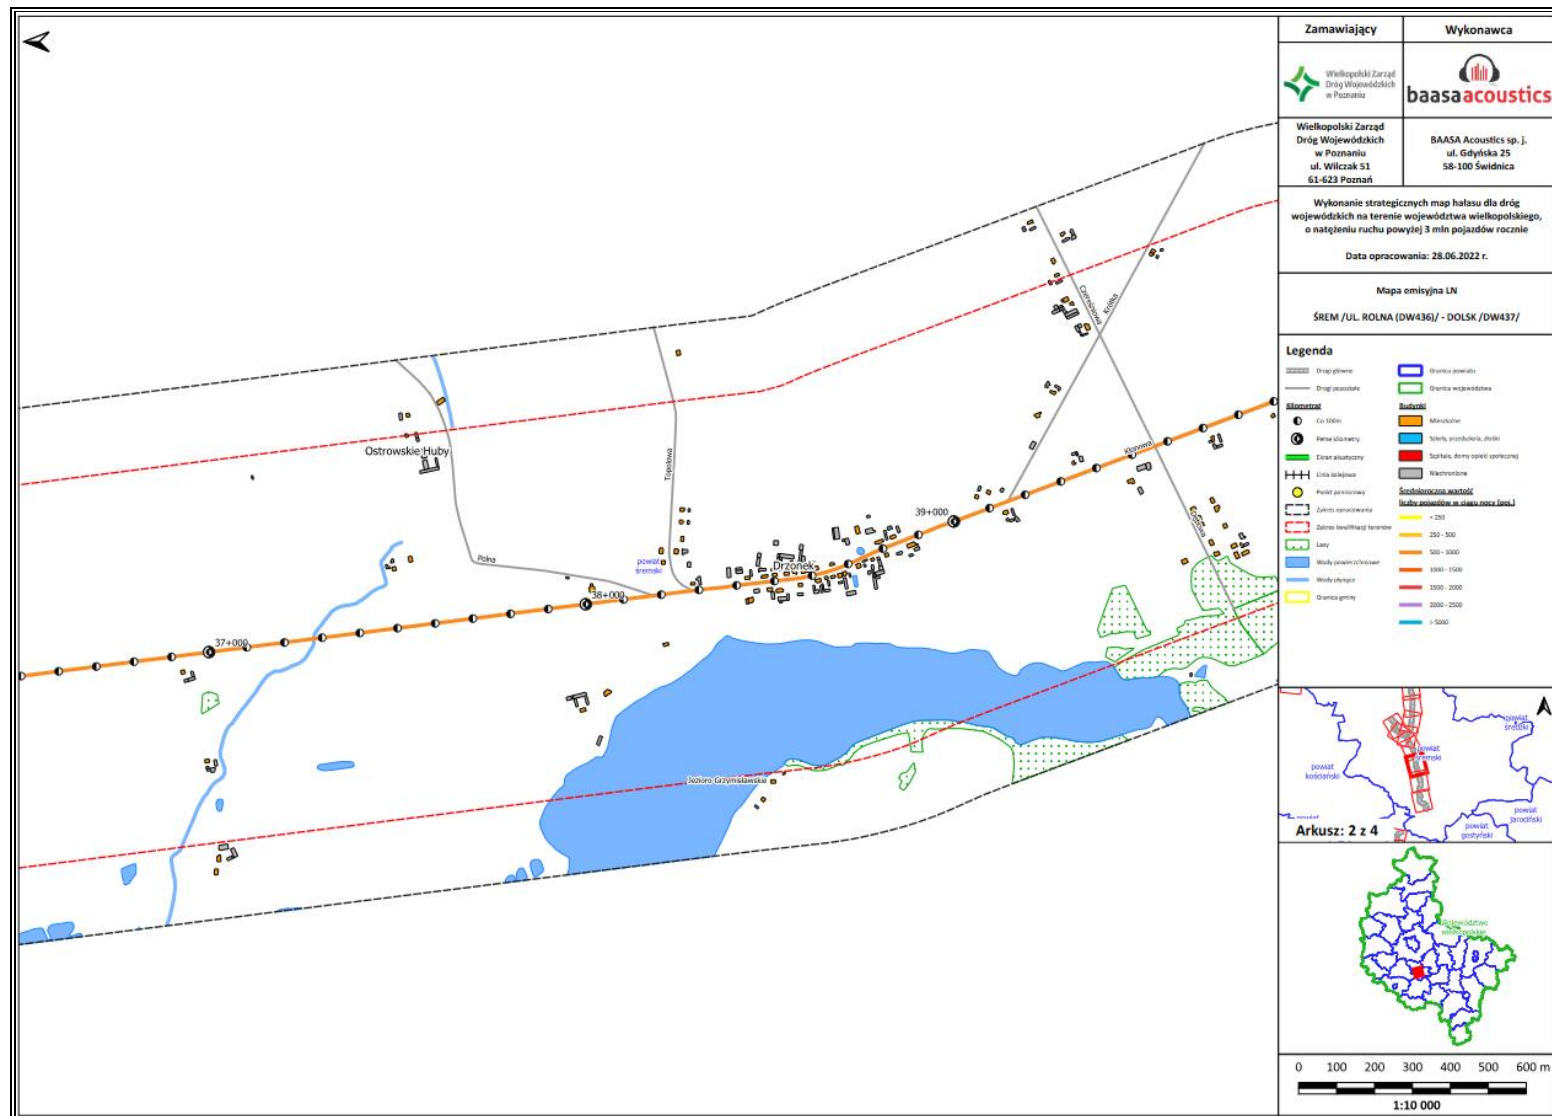 Zamawiający
Wykonawca
Wielkopolski Zarząd
Dróg Wojewódzkich
w Poznaniu
baasaacoustics
Wielkopolski Zarząd
Dróg Wojewódzkich
w Poznaniu
ul. Wilczak 51
61-623 Poznań
BAASA Acoustics sp. j.
ul. Gdyńska 25
58-100 Świdnica
Wykonanie strategicznych map hałasu dla dróg
wojewódzkich na terenie województwa wielkopolskiego,
o natężeniu ruchu powyżej 3 mln pojazdów rocznie
Data opracowania: 28.06.2022 r.
Mapa emisyjna LN
ŚREM /UL. ROLNA (DW436)/ - DOLSK /DW437/
Legenda
Drogi główne
Drogi pozostałe
Kilometraż
Co 100m
Pełne kilometry
Ekran akustyczny
Linia kolejowa
Punkt pomiarowy
Zakres opracowania
Zakres kwalifikacji terenów
Lasy
Wody powierzchniowe
Wody płynące
Granica gminy
Granica powiatu
Granica województwa
Budynki
Mieszkalne
Szkoły, przedszkola, żłobki
Szpitale, domy opieki społecznej
Niechronione
Średnioroczna wartość
liczby pojazdów w ciągu nocy [poj.]
< 250
250 - 500
500 - 1000
1000 - 1500
1500 - 2000
2000 - 2500
> 5000
Ostrowskie Huby
Polna
Topolowa
powiat
śremski
Drzonek
37+000
38+000
39+000
Czereśniowa
Krótka
Klonowa
Jezioro Grzymisławskie
powiat
kościański
powiat
śremski
powiat
średzki
powiat
jarociński
powiat
gostyński
Arkusz: 2 z 4
Województwo
wielkopolskie
0 100 200 300 400 500 600 m
1:10 000